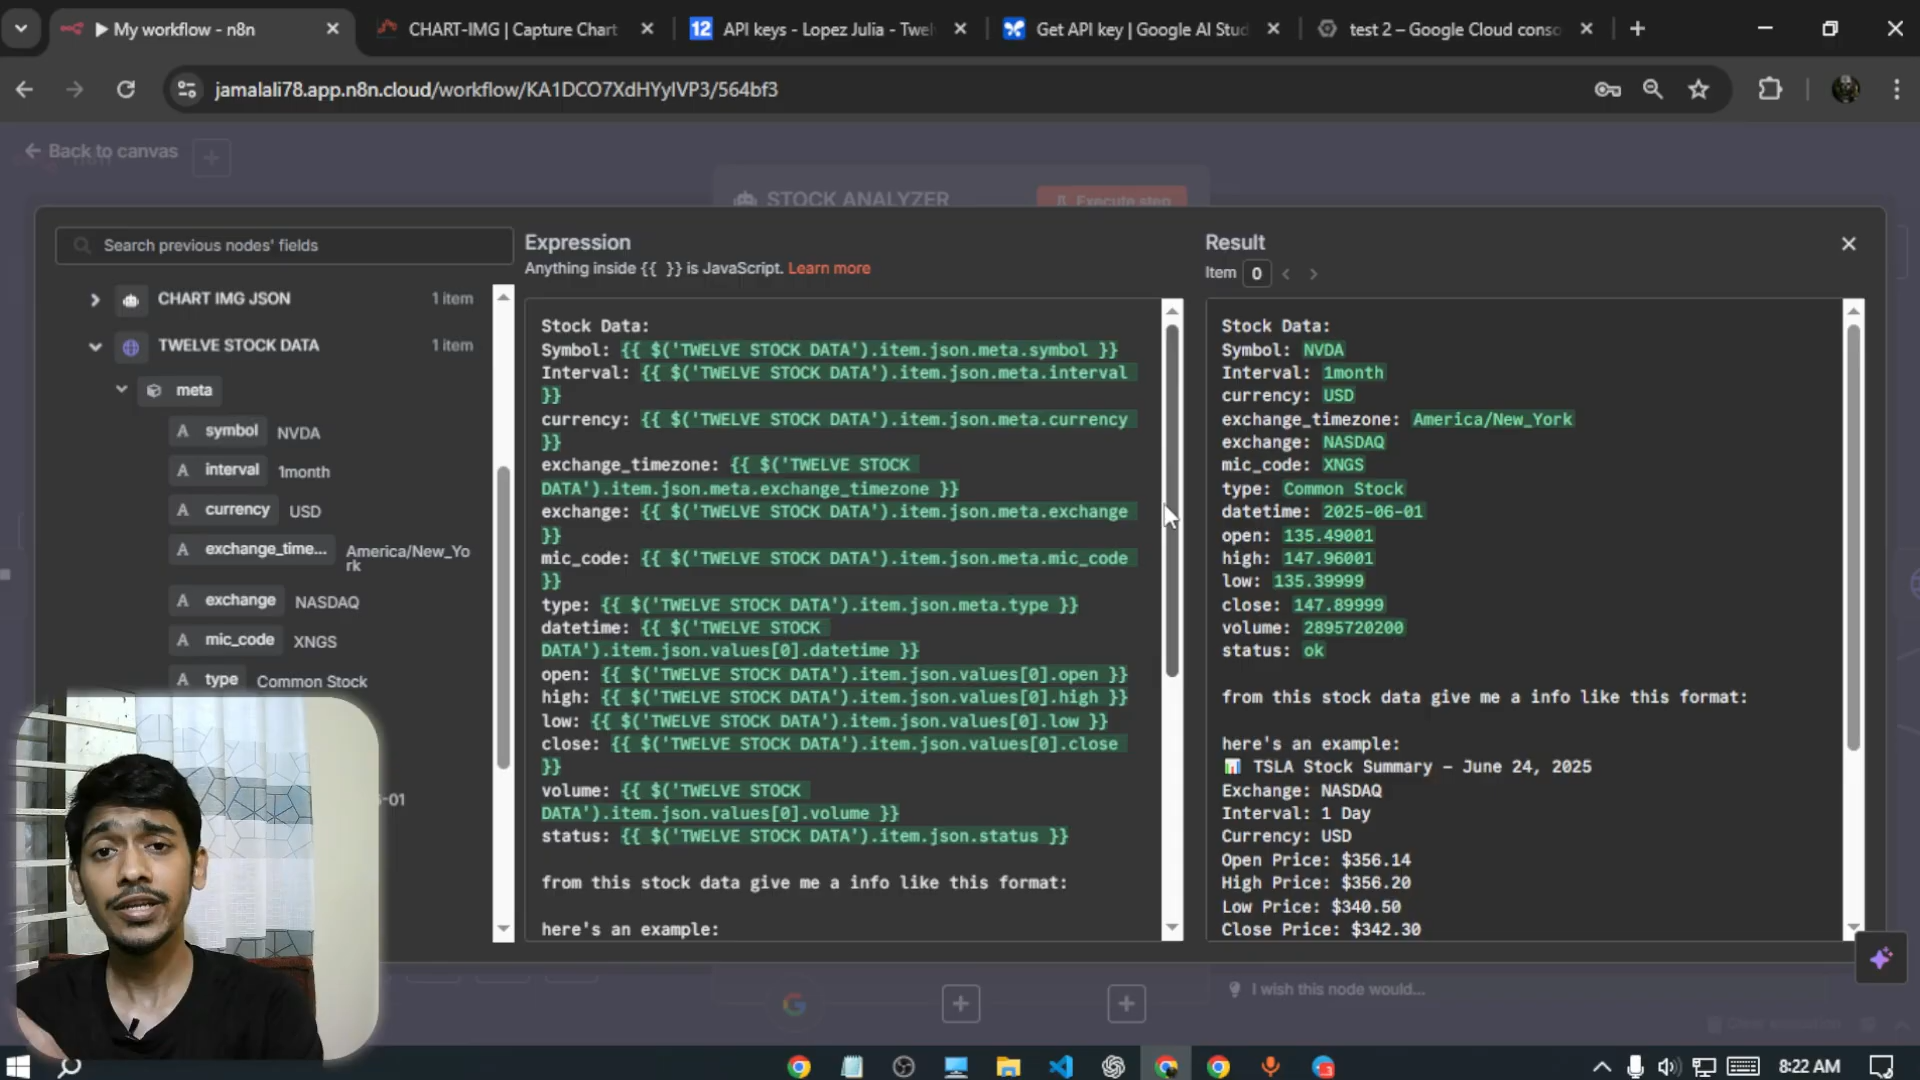 My workflow - n8n
CHART-IMG | Capture Chart
12
API keys - Lopez Julia - Twel
Get API key | Google AI Stud
test 2 – Google Cloud conso
jamalali78.app.n8n.cloud/workflow/KA1DCO7XdHYyIVP3/564bf3
Back to canvas
STOCK ANALYZER
Execute step
Search previous nodes' fields
CHART IMG JSON 1 item
TWELVE STOCK DATA 1 item
meta
A symbol NVDA
A interval 1month
A currency USD
A exchange_time... America/New_Yo
rk
A exchange NASDAQ
A mic_code XNGS
A type Common Stock
-01
Expression
Anything inside {{ }} is JavaScript. Learn more
Stock Data:
Symbol: {{ $('TWELVE STOCK DATA').item.json.meta.symbol }}
Interval: {{ $('TWELVE STOCK DATA').item.json.meta.interval
}}
currency: {{ $('TWELVE STOCK DATA').item.json.meta.currency
}}
exchange_timezone: {{ $('TWELVE STOCK
DATA').item.json.meta.exchange_timezone }}
exchange: {{ $('TWELVE STOCK DATA').item.json.meta.exchange
}}
mic_code: {{ $('TWELVE STOCK DATA').item.json.meta.mic_code
}}
type: {{ $('TWELVE STOCK DATA').item.json.meta.type }}
datetime: {{ $('TWELVE STOCK
DATA').item.json.values[0].datetime }}
open: {{ $('TWELVE STOCK DATA').item.json.values[0].open }}
high: {{ $('TWELVE STOCK DATA').item.json.values[0].high }}
low: {{ $('TWELVE STOCK DATA').item.json.values[0].low }}
close: {{ $('TWELVE STOCK DATA').item.json.values[0].close
}}
volume: {{ $('TWELVE STOCK
DATA').item.json.values[0].volume }}
status: {{ $('TWELVE STOCK DATA').item.json.status }}
from this stock data give me a info like this format:
here's an example:
Result
Item 0
Stock Data:
Symbol: NVDA
Interval: 1month
currency: USD
exchange_timezone: America/New_York
exchange: NASDAQ
mic_code: XNGS
type: Common Stock
datetime: 2025-06-01
open: 135.49001
high: 147.96001
low: 135.39999
close: 147.89999
volume: 2895720200
status: ok
from this stock data give me a info like this format:
here's an example:
📊 TSLA Stock Summary – June 24, 2025
Exchange: NASDAQ
Interval: 1 Day
Currency: USD
Open Price: $356.14
High Price: $356.20
Low Price: $340.50
Close Price: $342.30
I wish this node would...
Clear execution
8:22 AM